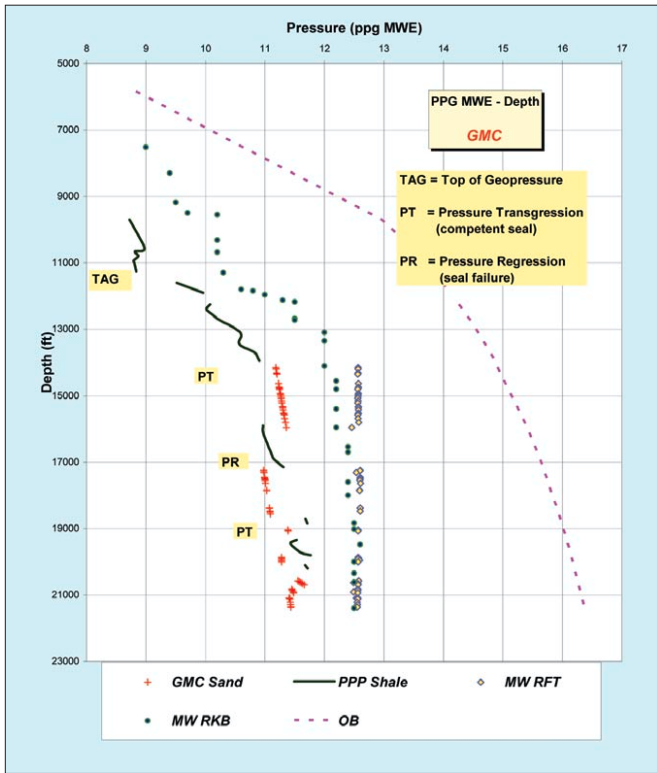 Pressure (ppg MWE)
8 9 10 11 12 13 14 15 16 17
5000
7000
9000
11000
13000
15000
17000
19000
21000
23000
Depth (ft)
PPG MWE - Depth
GMC
TAG = Top of Geopressure
PT = Pressure Transgression
(competent seal)
PR = Pressure Regression
(seal failure)
TAG
PT
PR
PT
GMC Sand PPP Shale MW RFT
MW RKB OB